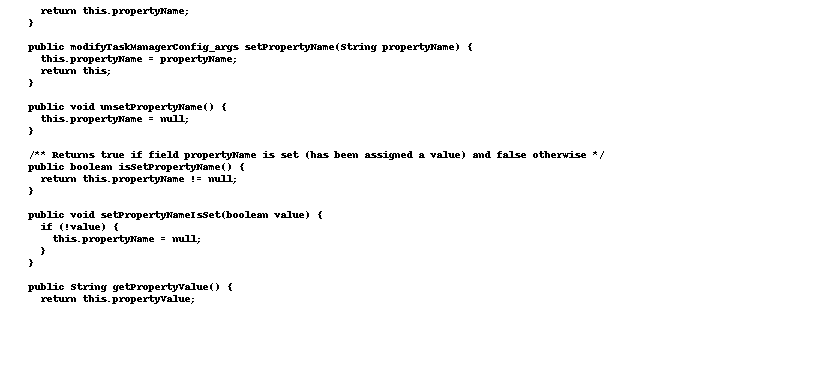 return this.propertyName;
}
public modifyTaskManagerConfig_args setPropertyName(String propertyName) {
this.propertyName = propertyName;
return this;
}
public void unsetPropertyName() {
this.propertyName = null;
}
/** Returns true if field propertyName is set (has been assigned a value) and false otherwise */
public boolean isSetPropertyName() {
return this.propertyName != null;
}
public void setPropertyNameIsSet(boolean value) {
if (!value) {
this.propertyName = null;
}
}
public String getPropertyValue() {
return this.propertyValue;